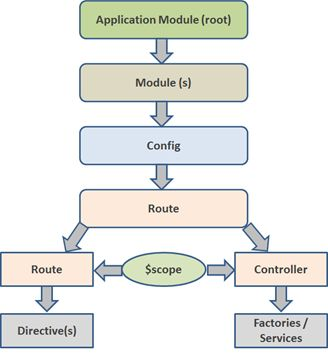 Application Module (root)
Module (s)
Config
Route
Route
$scope
Controller
Directive(s)
Factories /
Services